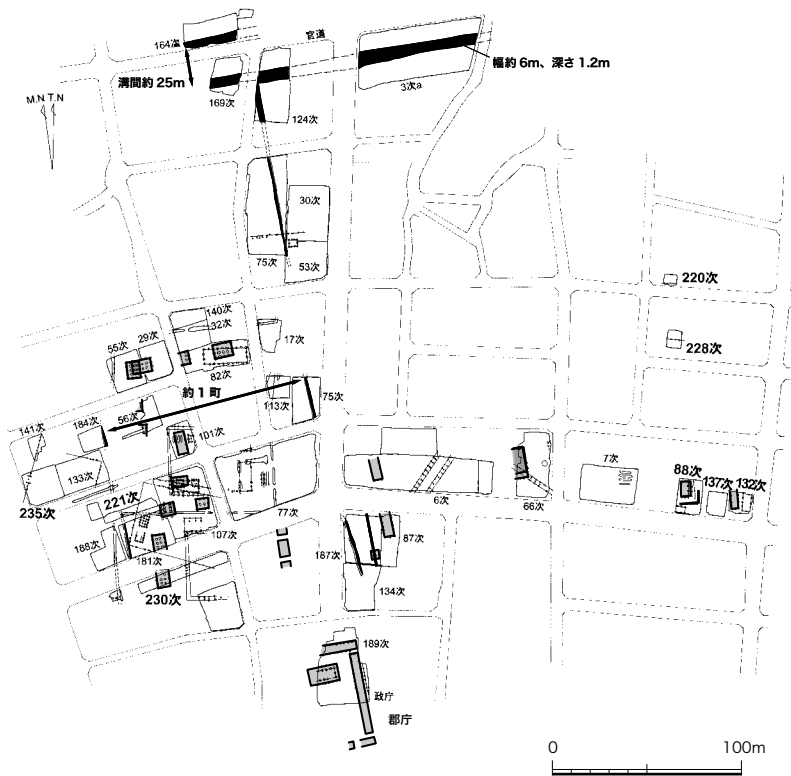 164次
官道
溝間約25m
幅約6m、深さ1.2m
169次
3次a
M.N T.N
124次
30次
75次
53次
220次
140次
32次
17次
228次
55次
29次
82次
約1町
113次
75次
141次
184次
56次
101次
133次
7次
88次
137次
132次
235次
221次
77次
6次
66次
107次
188次
181次
187次
87次
230次
134次
189次
政庁
郡庁
0
100m